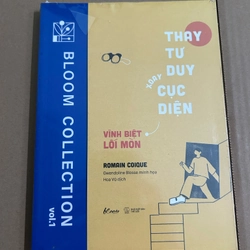 BLOOM COLLECTION
vol.1
THAY
TƯ
DUY
XOAY
CỤC
DIỆN
VĨNH BIỆT
LỐI MÒN
ROMAIN COIQUE